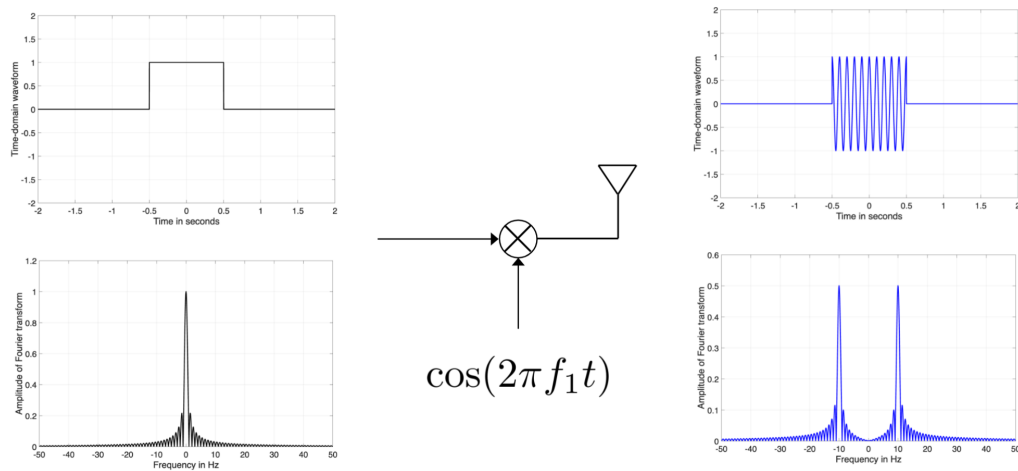 2
1.5
1
0.5
0
-0.5
-1
-1.5
-2
Time-domain waveform
-2 -1.5 -1 -0.5 0 0.5 1 1.5 2
Time in seconds
1.2
1
0.8
0.6
0.4
0.2
0
Amplitude of Fourier transform
-50 -40 -30 -20 -10 0 10 20 30 40 50
Frequency in Hz
cos(2πf₁t)
2
1.5
1
0.5
0
-0.5
-1
-1.5
-2
Time-domain waveform
-2 -1.5 -1 -0.5 0 0.5 1 1.5 2
Time in seconds
0.6
0.5
0.4
0.3
0.2
0.1
0
Amplitude of Fourier transform
-50 -40 -30 -20 -10 0 10 20 30 40 50
Frequency in Hz